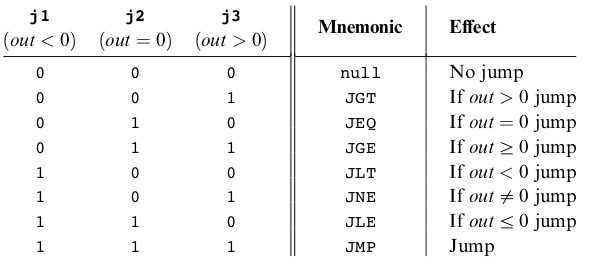 j1 j2 j3 Mnemonic Effect
(out < 0) (out = 0) (out > 0)
0 0 0 null No jump
0 0 1 JGT If out > 0 jump
0 1 0 JEQ If out = 0 jump
0 1 1 JGE If out ≥ 0 jump
1 0 0 JLT If out < 0 jump
1 0 1 JNE If out ≠ 0 jump
1 1 0 JLE If out ≤ 0 jump
1 1 1 JMP Jump